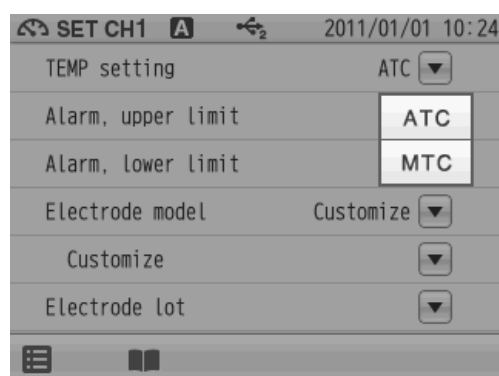 SET CH1 A 2 2011/01/01 10:24
TEMP setting ATC
Alarm, upper limit ATC
Alarm, lower limit MTC
Electrode model Customize
Customize
Electrode lot